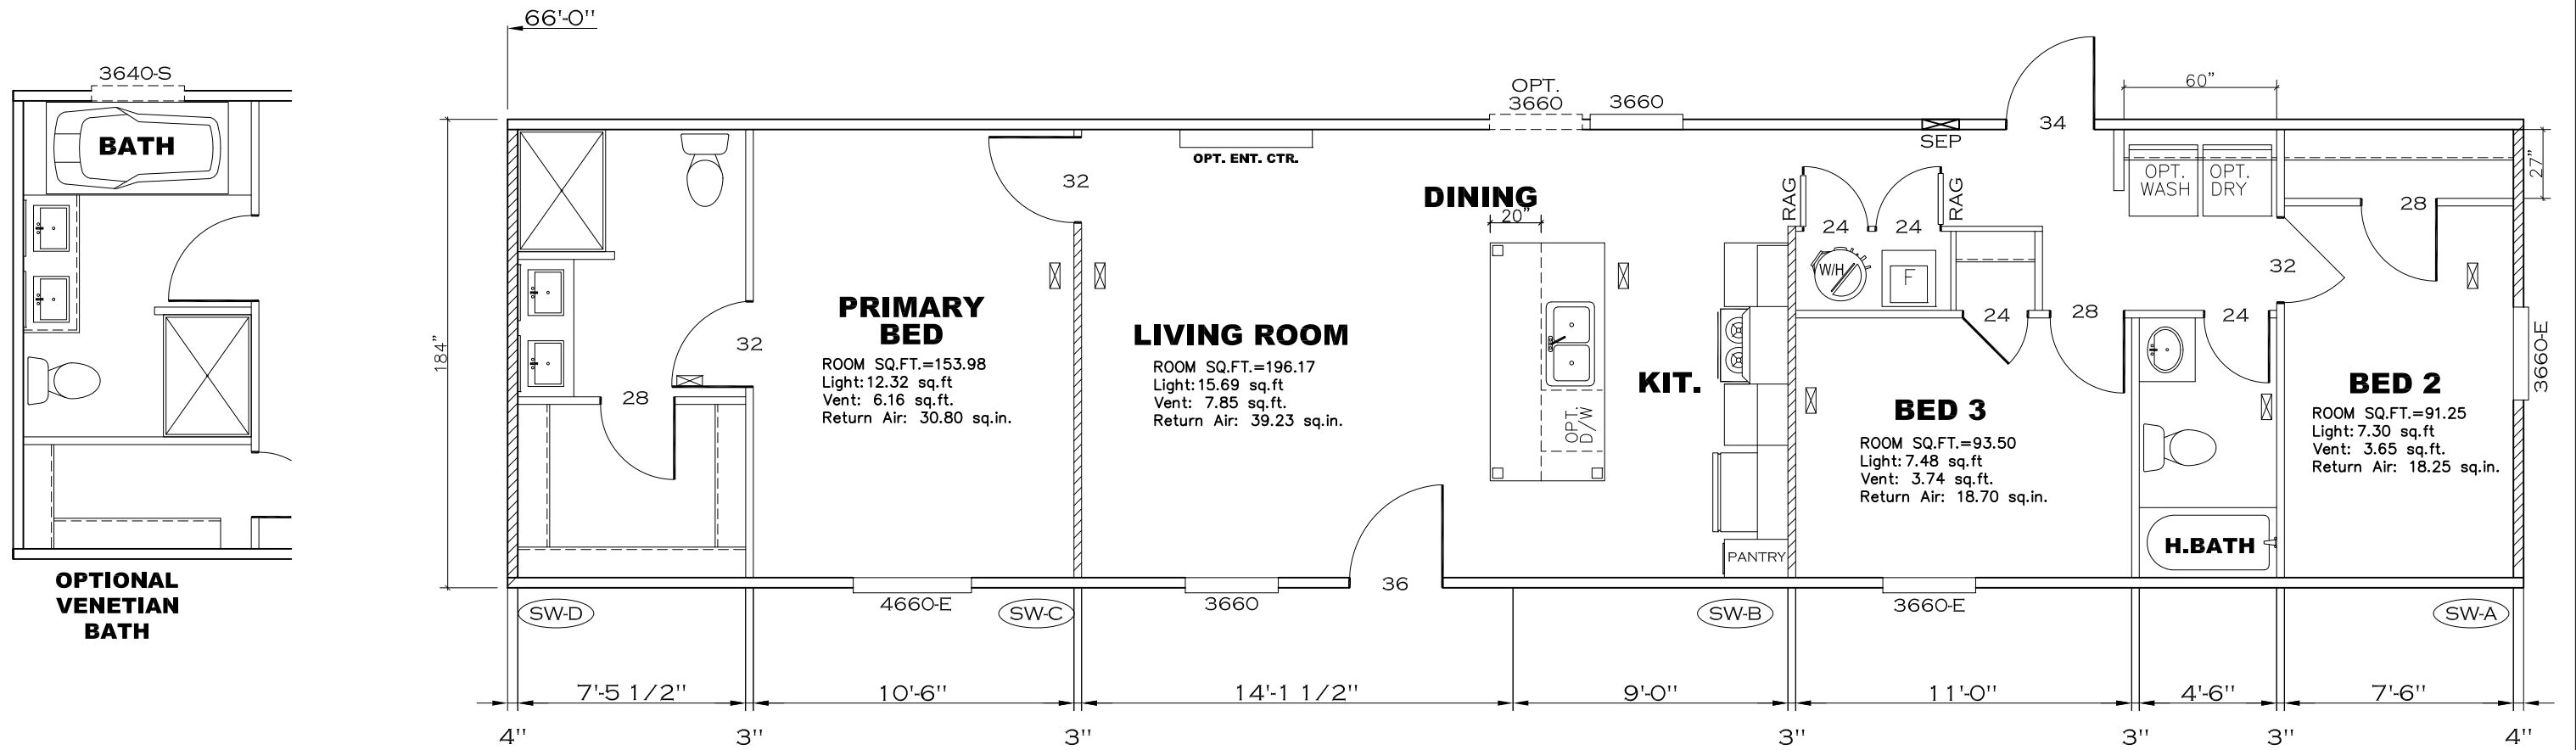 3640-S
BATH
OPTIONAL
VENETIAN
BATH
66'-0"
184"
OPT.
3660
3660
SEP
34
60"
27"
OPT. ENT. CTR.
32
DINING
20"
RAG
RAG
24
24
OPT.
WASH
OPT.
DRY
28
W/H
F
32
PRIMARY
BED
ROOM SQ.FT.=153.98
Light:12.32 sq.ft
Vent: 6.16 sq.ft.
Return Air: 30.80 sq.in.
32
28
LIVING ROOM
ROOM SQ.FT.=196.17
Light:15.69 sq.ft
Vent: 7.85 sq.ft.
Return Air: 39.23 sq.in.
24
28
24
3660-E
KIT.
OPT.
D/W
BED 3
ROOM SQ.FT.=93.50
Light:7.48 sq.ft
Vent: 3.74 sq.ft.
Return Air: 18.70 sq.in.
BED 2
ROOM SQ.FT.=91.25
Light:7.30 sq.ft
Vent: 3.65 sq.ft.
Return Air: 18.25 sq.in.
H.BATH
PANTRY
36
SW-D
4660-E
SW-C
3660
SW-B
3660-E
SW-A
7'-5 1/2"
10'-6"
14'-1 1/2"
9'-0"
11'-0"
4'-6"
7'-6"
4"
3"
3"
3"
3"
3"
4"